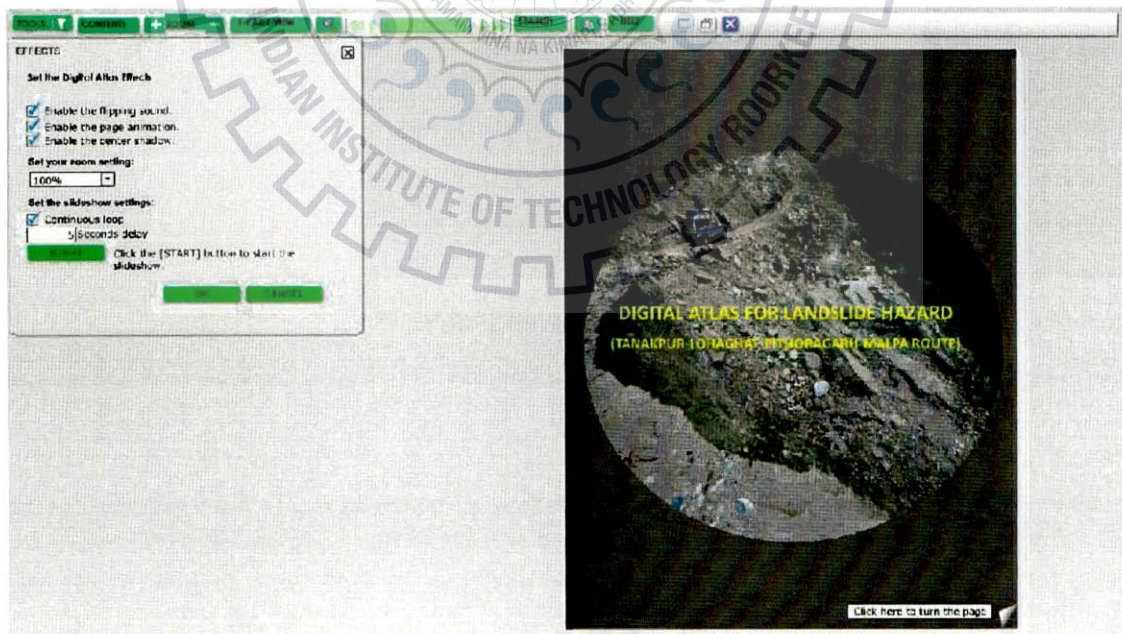 TOOLS CONTENTS ZOOM
EFFECTS
Set the Digital Atlas Effects
Enable the flipping sound.
Enable the page animation.
Enable the center shadow.
Set your zoom setting:
100%
Set the slideshow settings:
Continuous loop
5 Seconds delay
Click the [START] button to start the
slideshow.
CANCEL
INDIAN INSTITUTE OF TECHNOLOGY ROORKEE
DIGITAL ATLAS FOR LANDSLIDE HAZARD
(TANAKPUR-LOHAGHAT-PITHORAGARH-MALPA ROUTE)
Click here to turn the page